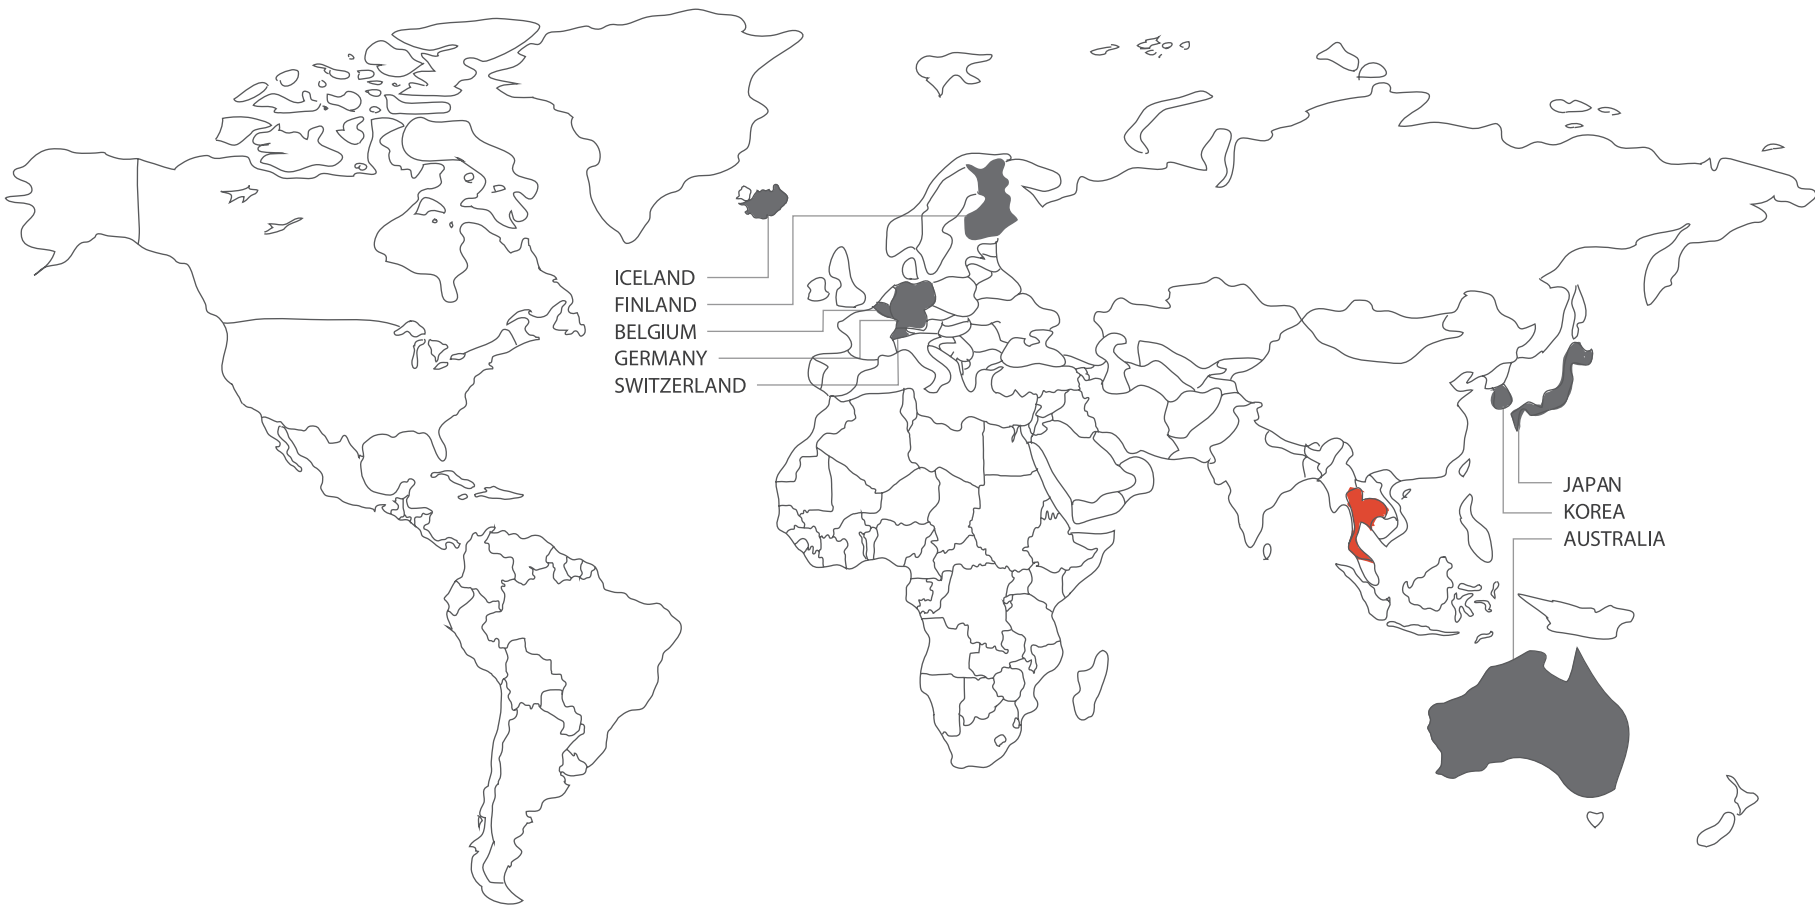 ICELAND
FINLAND
BELGIUM
GERMANY
SWITZERLAND
JAPAN
KOREA
AUSTRALIA